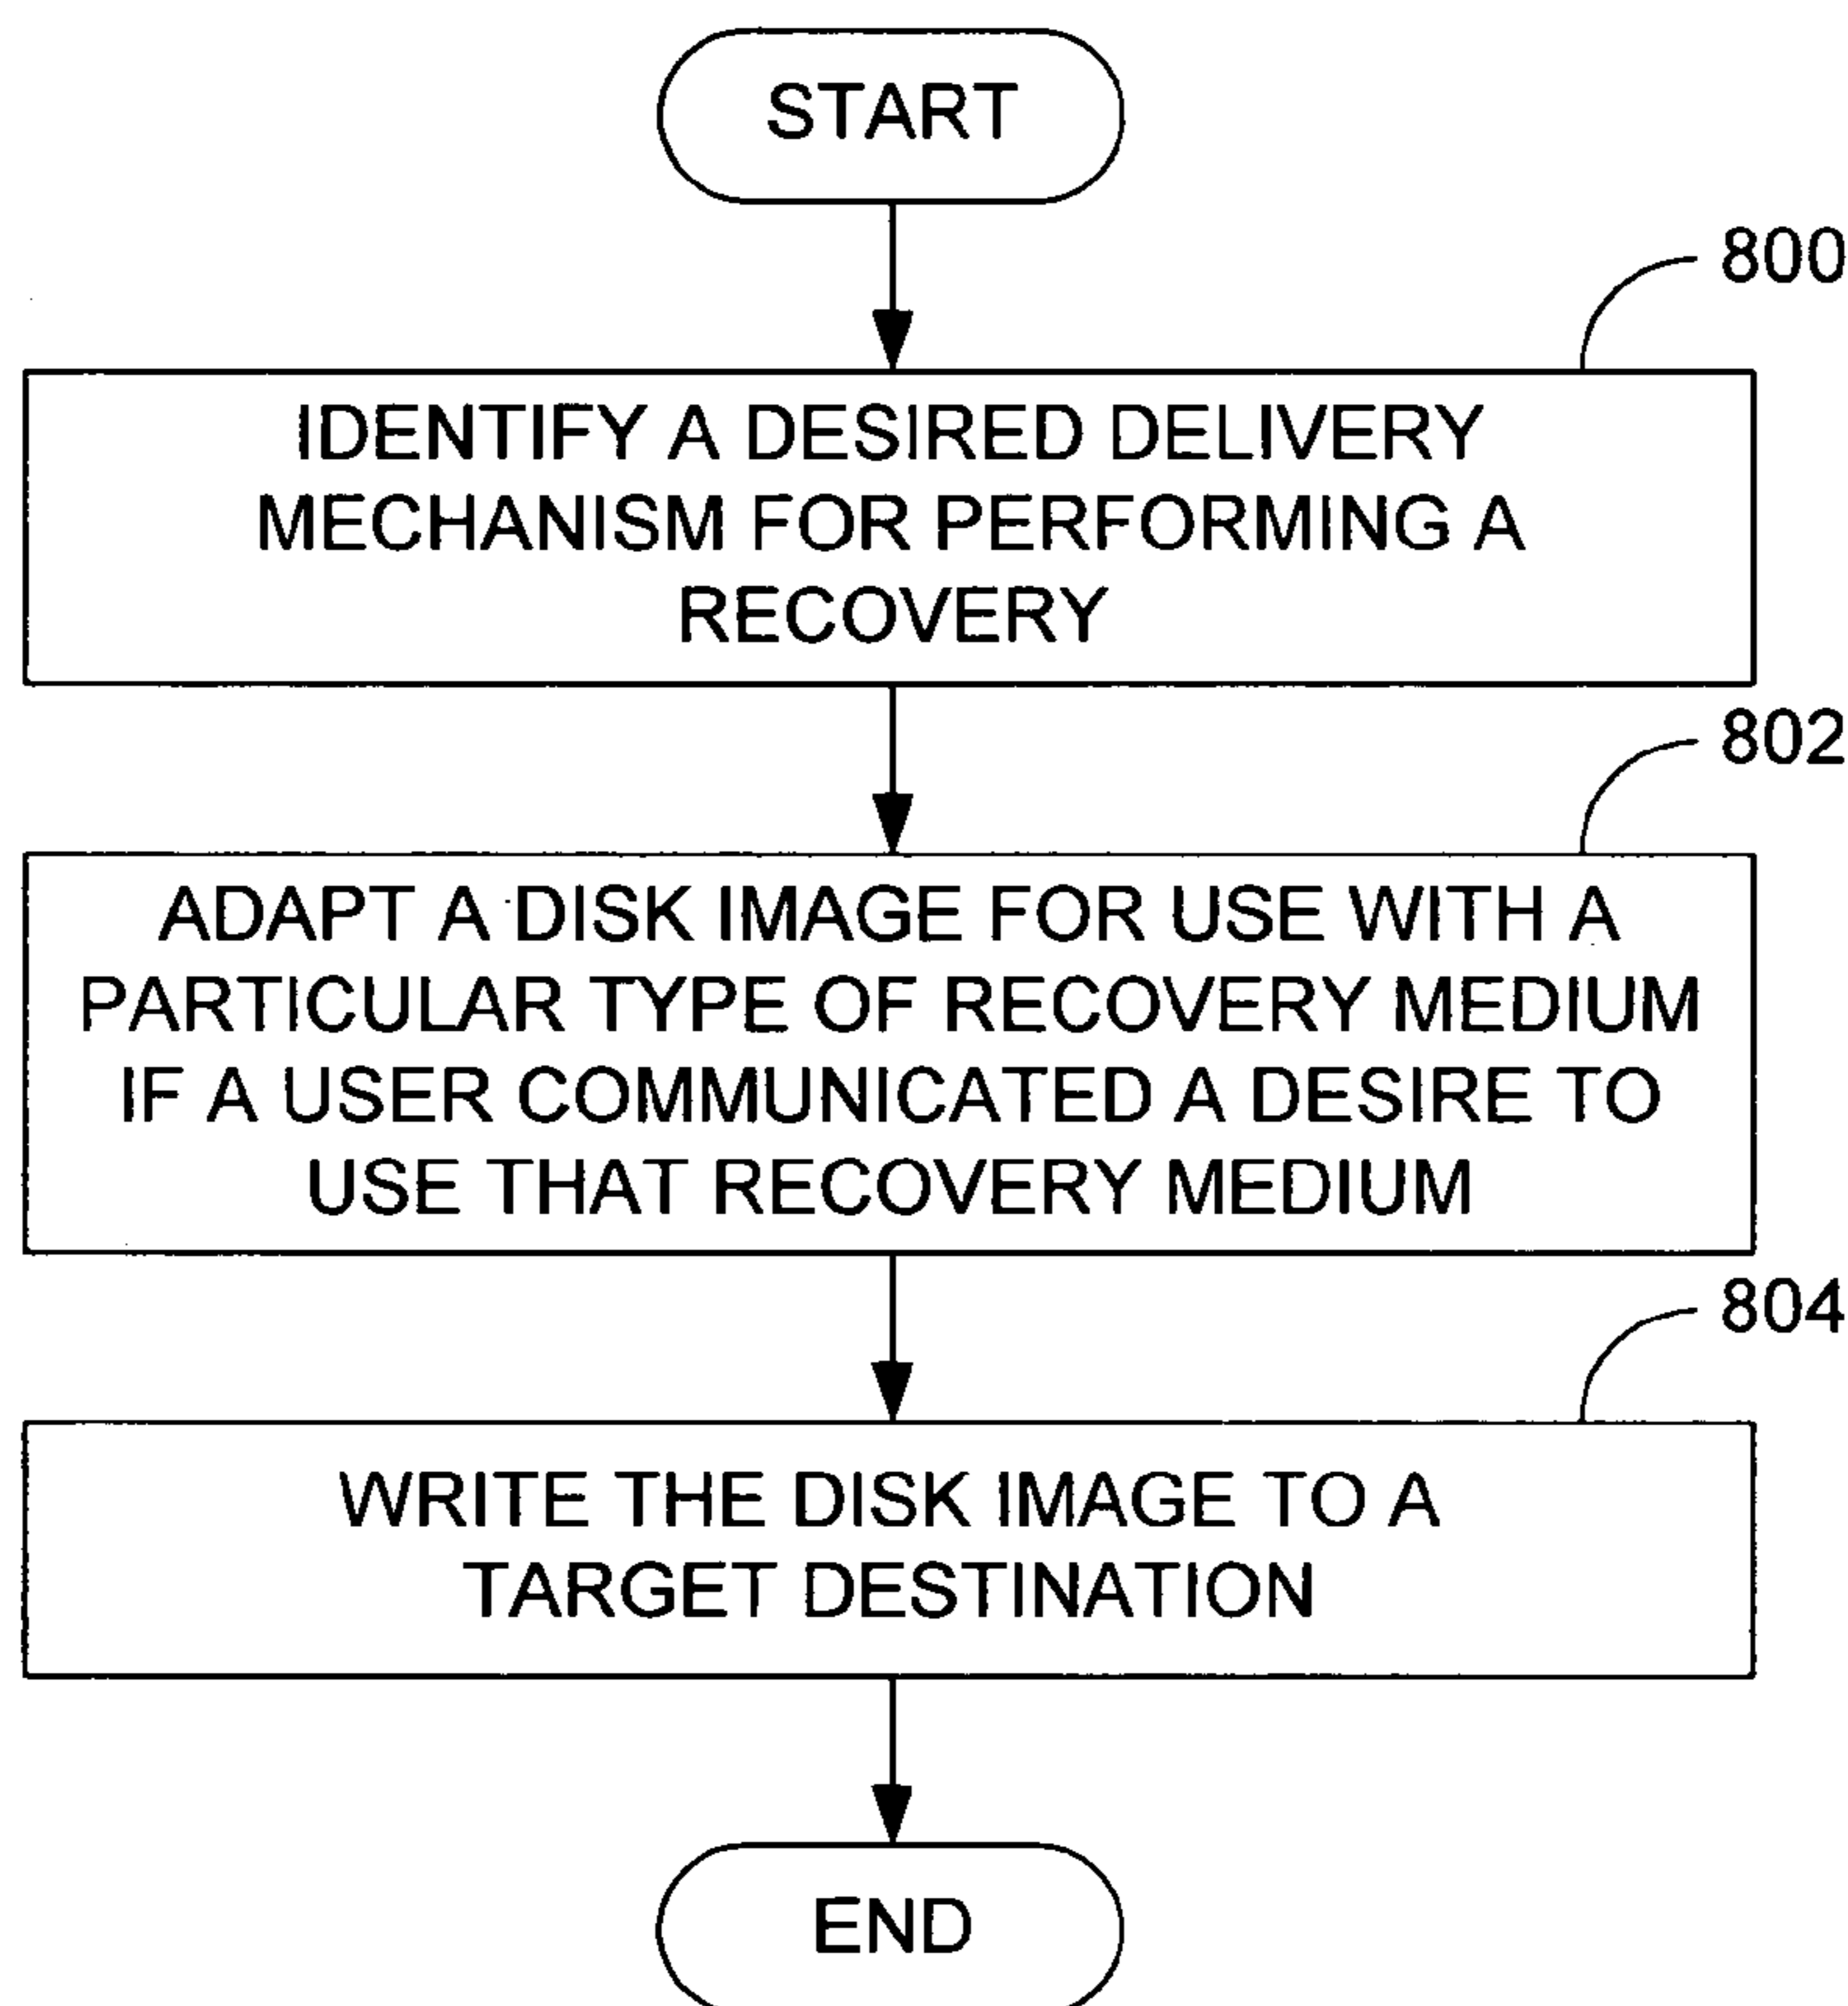 START
800
IDENTIFY A DESIRED DELIVERY
MECHANISM FOR PERFORMING A
RECOVERY
802
ADAPT A DISK IMAGE FOR USE WITH A
PARTICULAR TYPE OF RECOVERY MEDIUM
IF A USER COMMUNICATED A DESIRE TO
USE THAT RECOVERY MEDIUM
804
WRITE THE DISK IMAGE TO A
TARGET DESTINATION
END